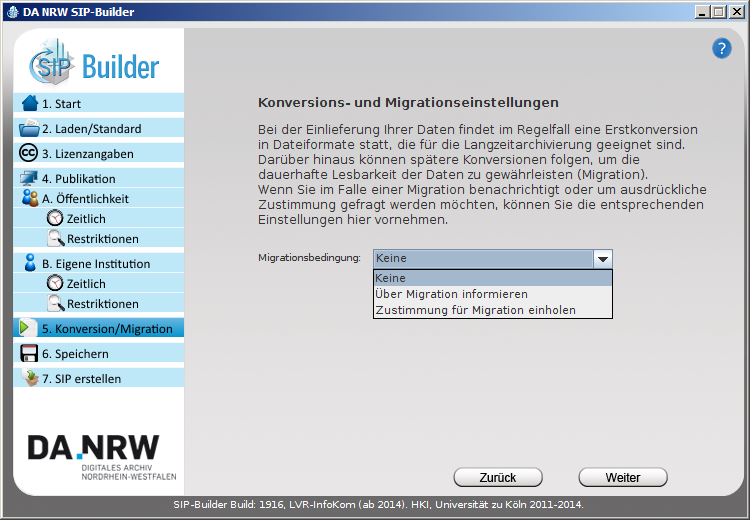 DA NRW SIP-Builder
SIP Builder
?
1. Start
2. Laden/Standard
3. Lizenzangaben
4. Publikation
A. Öffentlichkeit
Zeitlich
Restriktionen
B. Eigene Institution
Zeitlich
Restriktionen
5. Konversion/Migration
6. Speichern
7. SIP erstellen
DA.NRW
DIGITALES ARCHIV
NORDRHEIN-WESTFALEN
Konversions- und Migrationseinstellungen
Bei der Einlieferung Ihrer Daten findet im Regelfall eine Erstkonversion
in Dateiformate statt, die für die Langzeitarchivierung geeignet sind.
Darüber hinaus können spätere Konversionen folgen, um die
dauerhafte Lesbarkeit der Daten zu gewährleisten (Migration).
Wenn Sie im Falle einer Migration benachrichtigt oder um ausdrückliche
Zustimmung gefragt werden möchten, können Sie die entsprechenden
Einstellungen hier vornehmen.
Migrationsbedingung: Keine
Keine
Über Migration informieren
Zustimmung für Migration einholen
Zurück Weiter
SIP-Builder Build: 1916, LVR-InfoKom (ab 2014). HKI, Universität zu Köln 2011-2014.